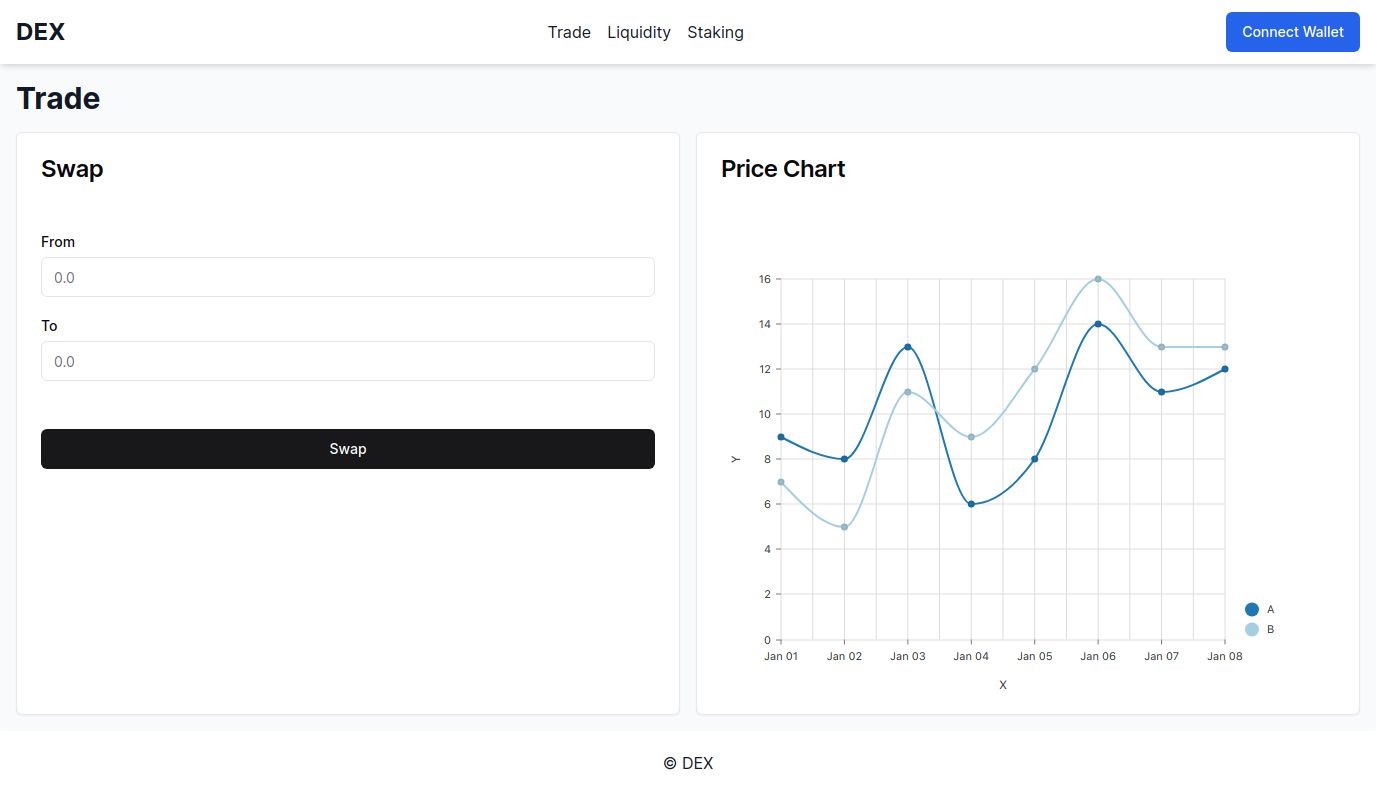 DEX
Trade Liquidity Staking
Connect Wallet
Trade
Swap
From
0.0
To
0.0
Swap
Price Chart
16
14
12
10
8
6
4
2
0
Y
Jan 01 Jan 02 Jan 03 Jan 04 Jan 05 Jan 06 Jan 07 Jan 08
X
A
B
© DEX